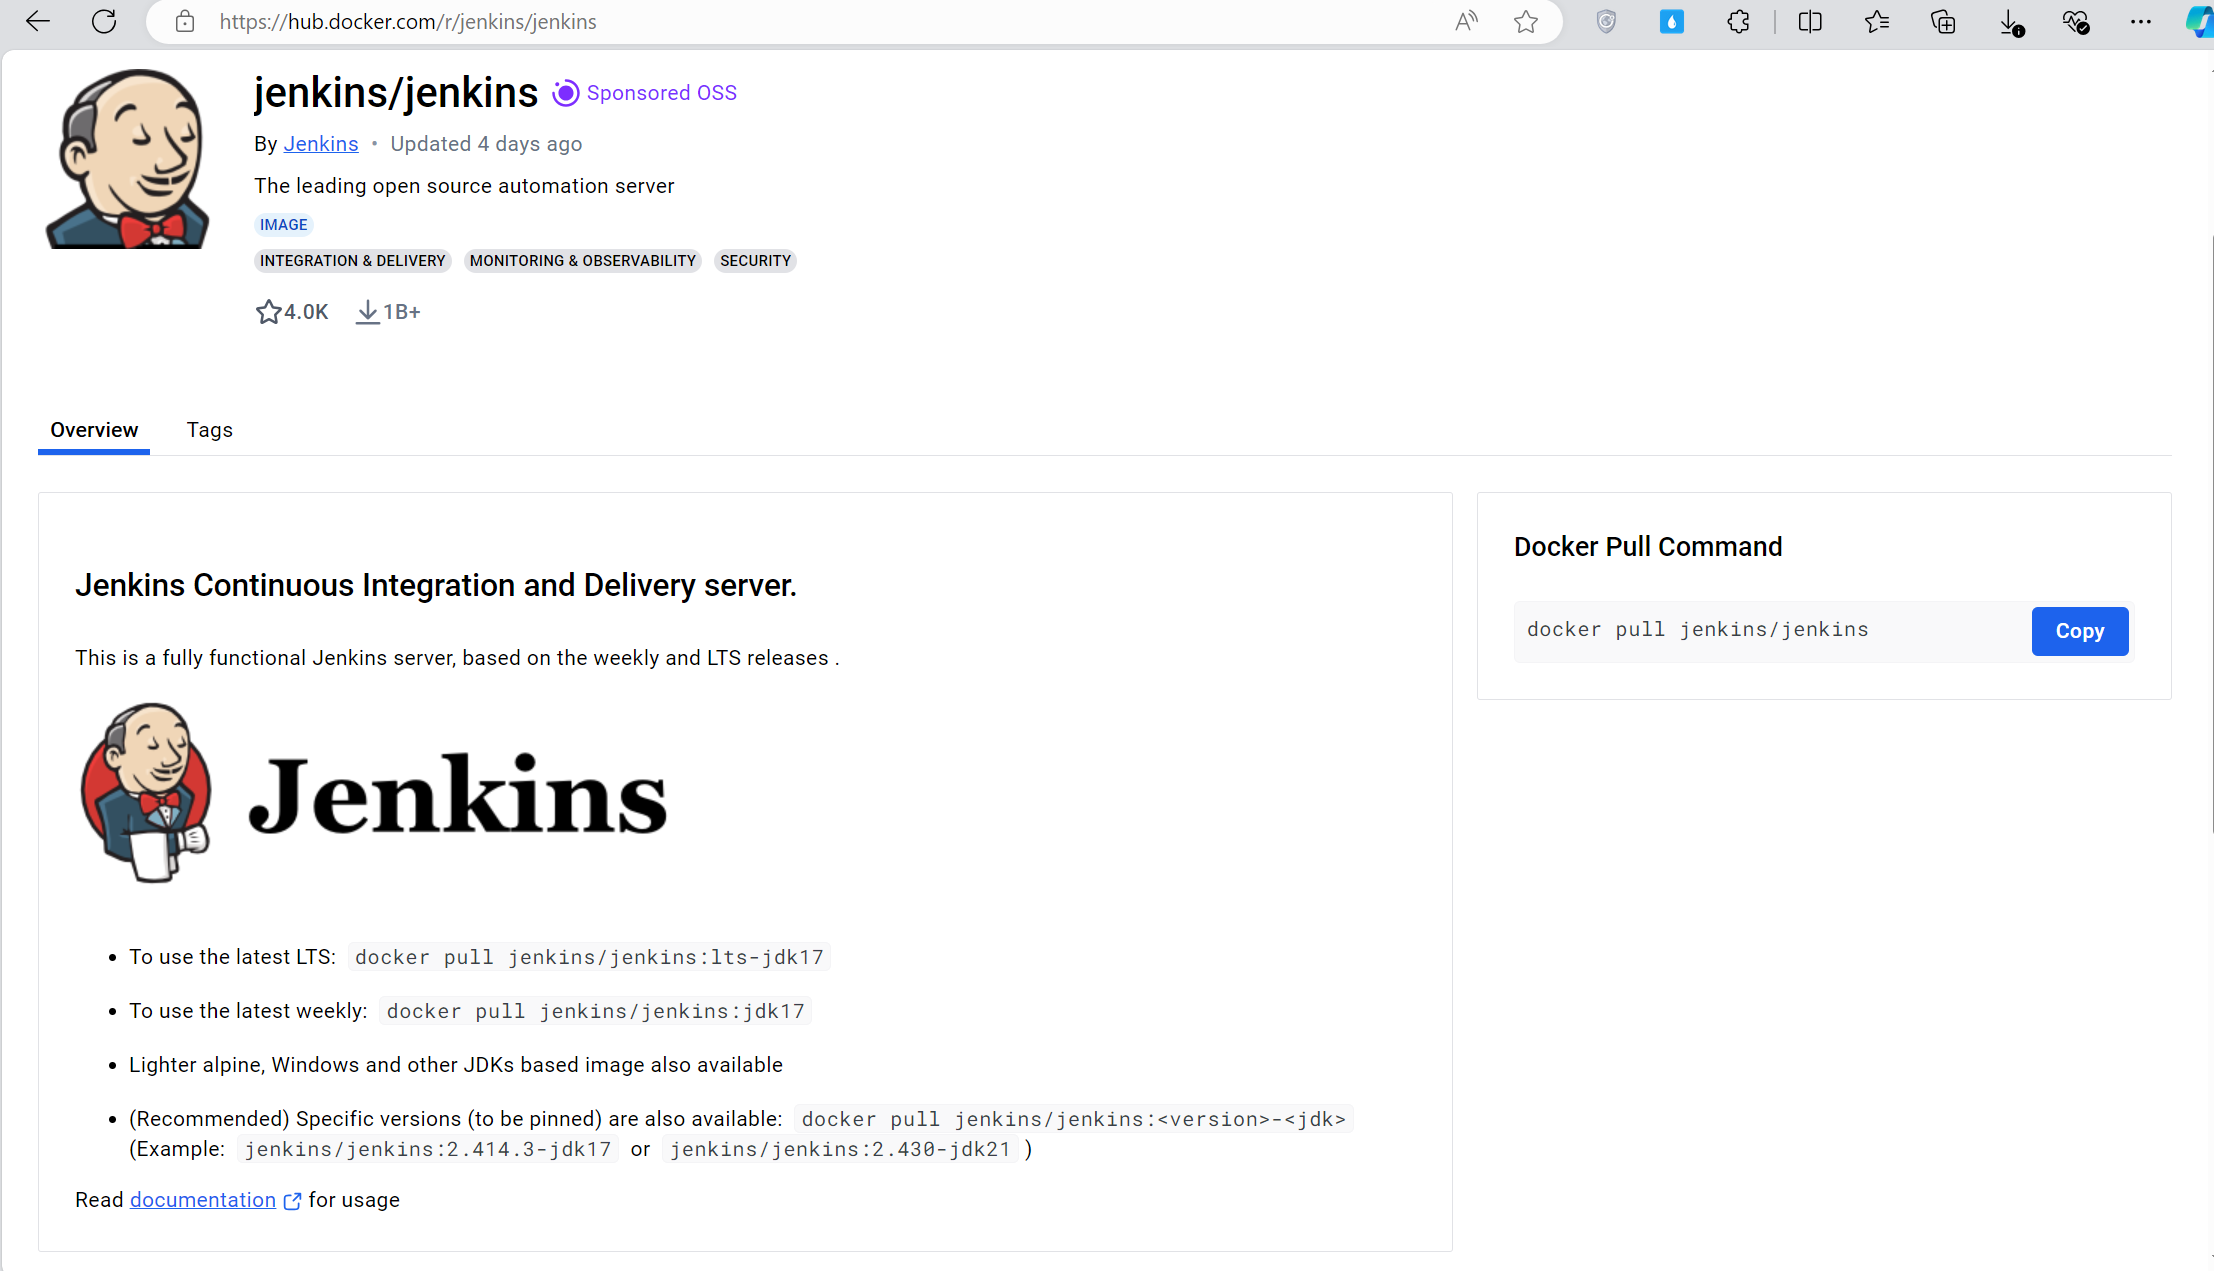 https://hub.docker.com/r/jenkins/jenkins
jenkins/jenkins Sponsored OSS
By Jenkins • Updated 4 days ago
The leading open source automation server
IMAGE
INTEGRATION & DELIVERY MONITORING & OBSERVABILITY SECURITY
4.0K 1B+
Overview Tags
Jenkins Continuous Integration and Delivery server.
This is a fully functional Jenkins server, based on the weekly and LTS releases .
Jenkins
• To use the latest LTS: docker pull jenkins/jenkins:lts-jdk17
• To use the latest weekly: docker pull jenkins/jenkins:jdk17
• Lighter alpine, Windows and other JDKs based image also available
• (Recommended) Specific versions (to be pinned) are also available: docker pull jenkins/jenkins:<version>-<jdk>
(Example: jenkins/jenkins:2.414.3-jdk17 or jenkins/jenkins:2.430-jdk21 )
Read documentation for usage
Docker Pull Command
docker pull jenkins/jenkins Copy